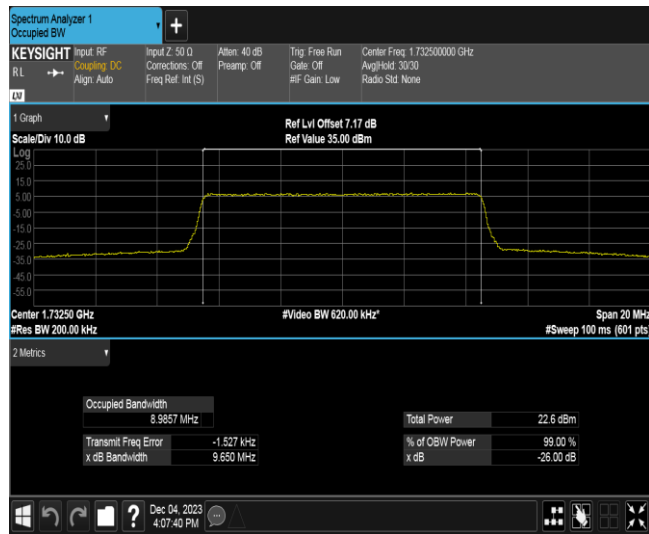 Spectrum Analyzer 1
Occupied BW
+
KEYSIGHT Input: RF Input Z: 50 Ω Atten: 40 dB Trig: Free Run Center Freq: 1.732500000 GHz
RL Coupling: DC Corrections: Off Preamp: Off Gate: Off Avg|Hold: 30/30
Align: Auto Freq Ref: Int (S) #IF Gain: Low Radio Std: None
LXI
1 Graph Ref Lvl Offset 7.17 dB
Scale/Div 10.0 dB Ref Value 35.00 dBm
Log
25.0
15.0
5.00
-5.00
-15.0
-25.0
-35.0
-45.0
-55.0
Center 1.73250 GHz #Video BW 620.00 kHz* Span 20 MHz
#Res BW 200.00 kHz #Sweep 100 ms (601 pts)
2 Metrics
Occupied Bandwidth
8.9857 MHz Total Power 22.6 dBm
Transmit Freq Error -1.527 kHz % of OBW Power 99.00 %
x dB Bandwidth 9.650 MHz x dB -26.00 dB
? Dec 04, 2023
4:07:40 PM